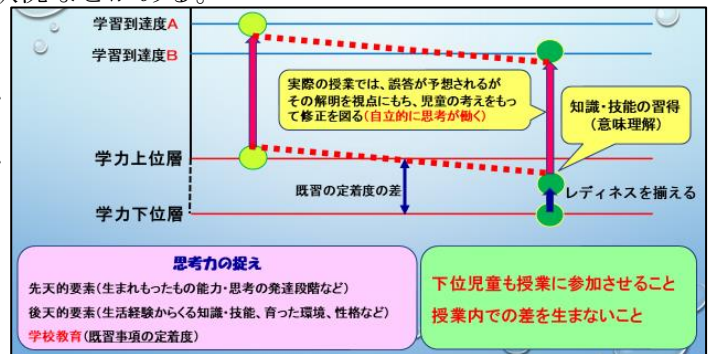 学習到達度A
学習到達度B
実際の授業では、誤答が予想されるが
その解明を視点にもち、児童の考えをもっ
て修正を図る(自立的に思考が働く)
知識・技能の習得
(意味理解)
学力上位層
既習の定着度の差
レディネスを揃える
学力下位層
思考力の捉え
先天的要素(生まれもったもの能力・思考の発達段階など)
後天的要素(生活経験からくる知識・技能、育った環境、性格など)
学校教育(既習事項の定着度)
下位児童も授業に参加させること
授業内での差を生まないこと